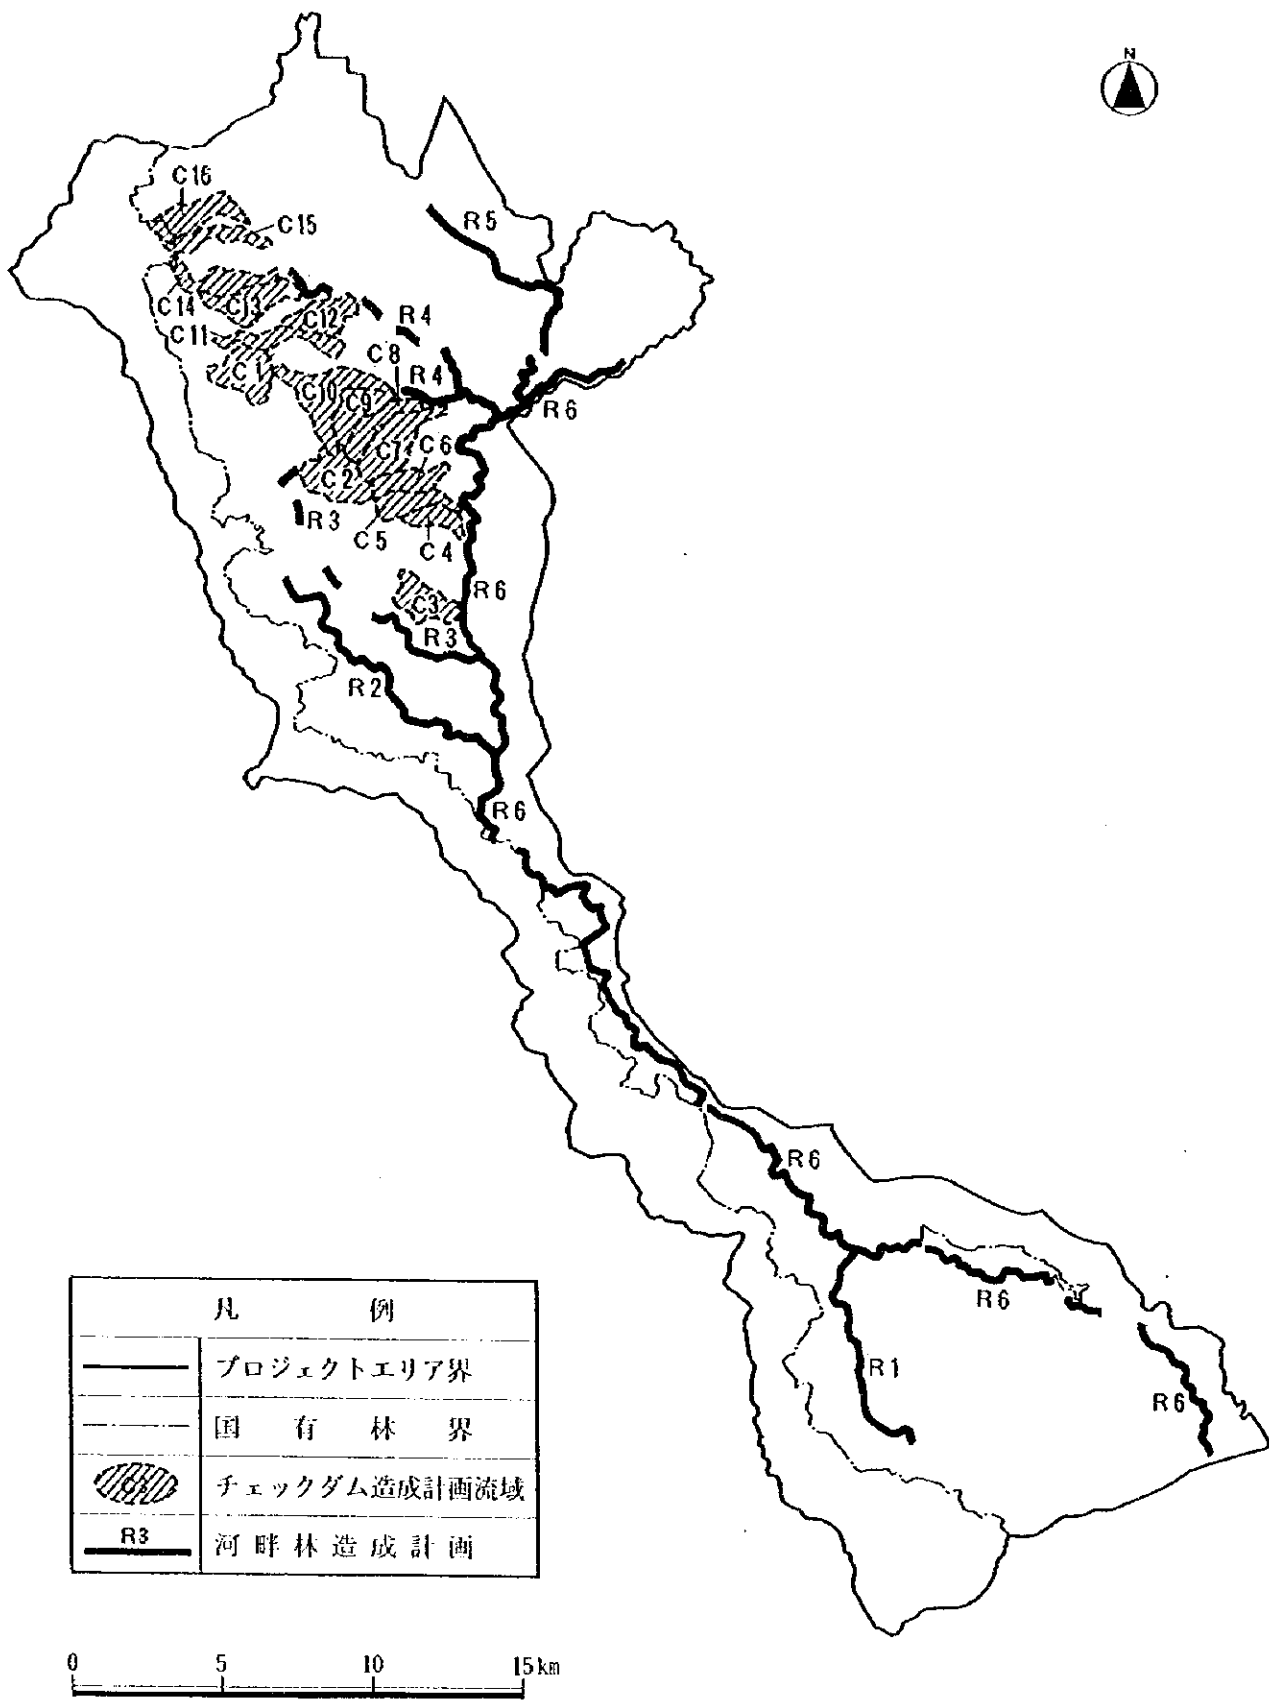 N
C16
R5
C15
C14
C13
C12
R4
C11
C8
C1
R4
C10
C9
R6
C7
C6
C2
R3
C5
C4
R6
C3
R3
R2
R6
R6
R6
R1
R6
凡 例
プロジェクトエリア界
国 有 林 界
チェックダム造成計画流域
R3
河 畔 林 造 成 計 画
0 5 10 15km